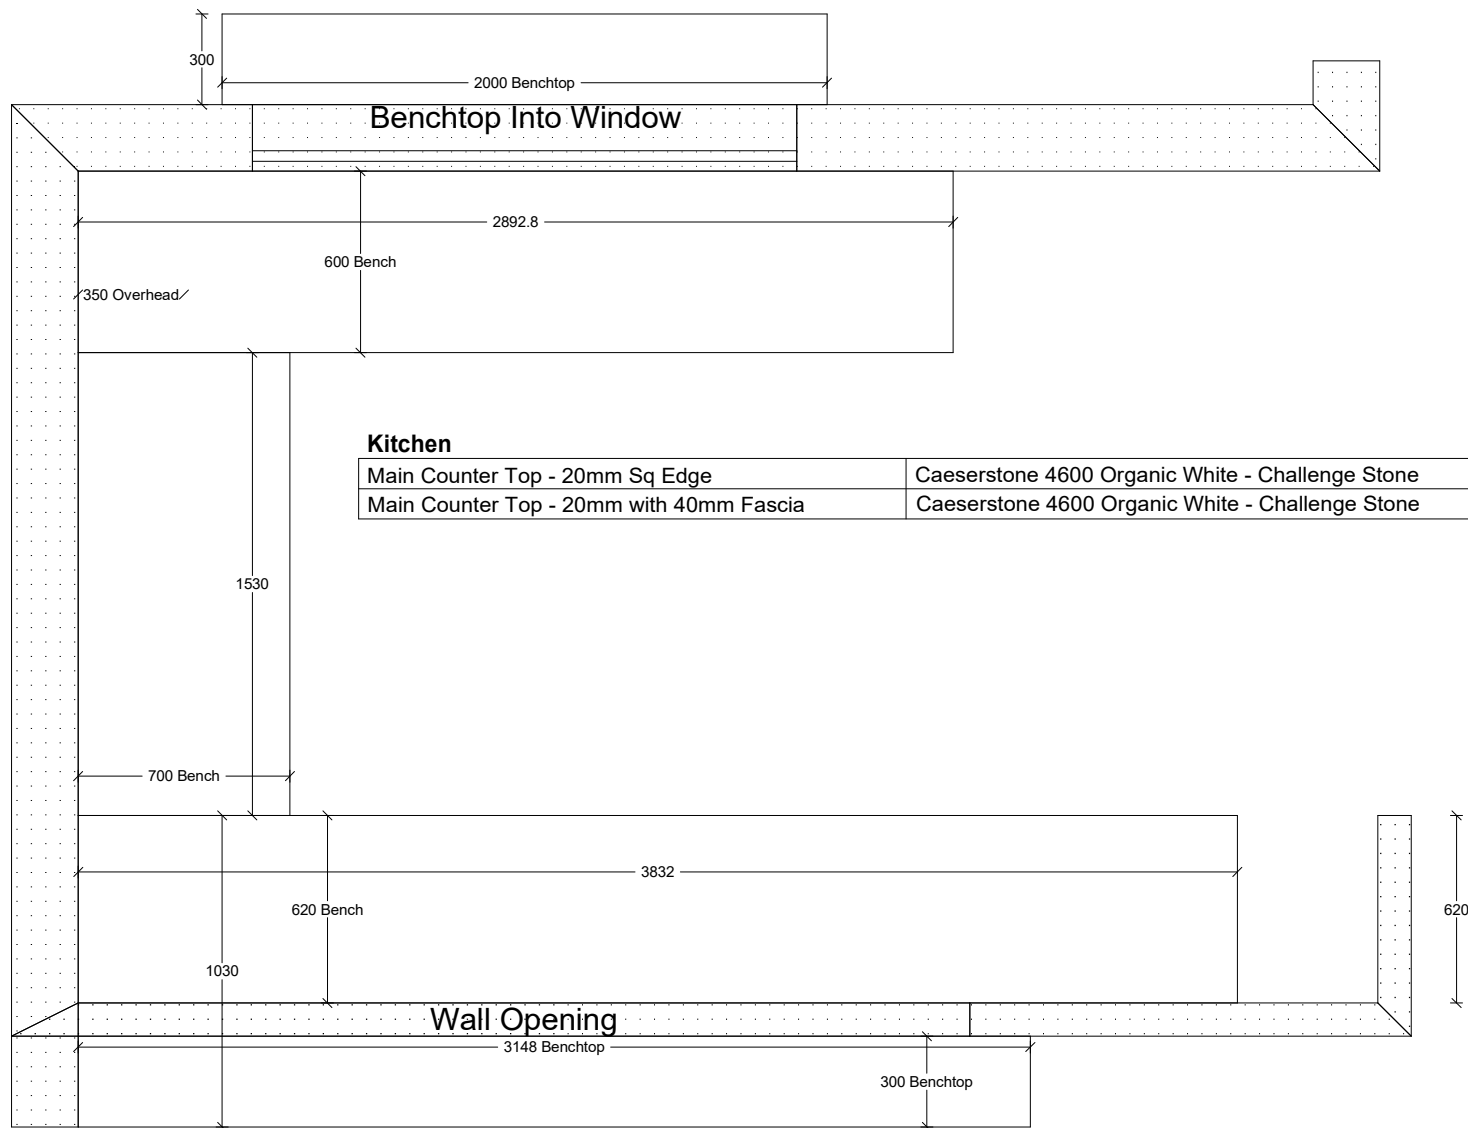 300
2000 Benchtop
Benchtop Into Window
2892.8
600 Bench
350 Overhead
Kitchen
Main Counter Top - 20mm Sq Edge Caeserstone 4600 Organic White - Challenge Stone
Main Counter Top - 20mm with 40mm Fascia Caeserstone 4600 Organic White - Challenge Stone
1530
700 Bench
3832
620 Bench
620
1030
Wall Opening
3148 Benchtop
300 Benchtop